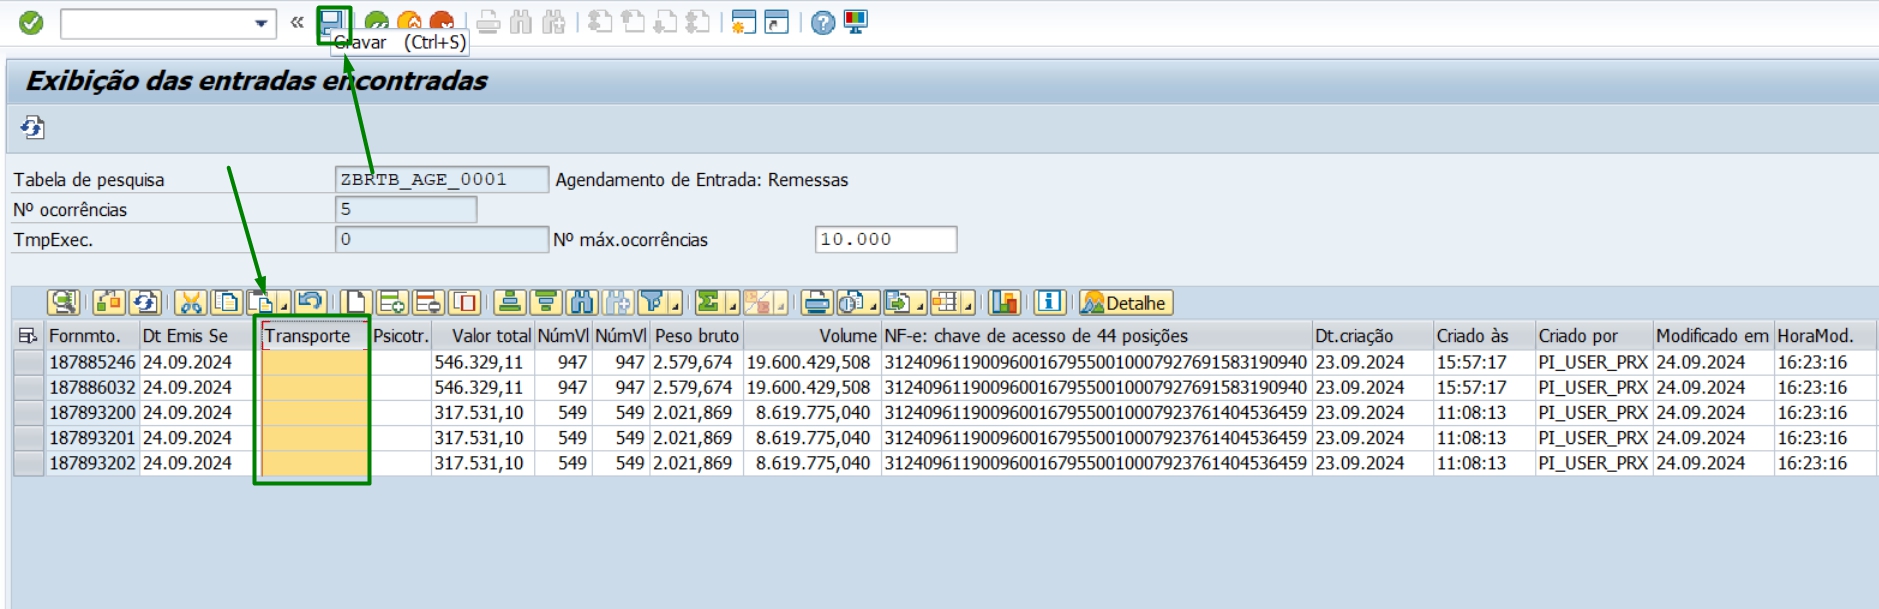 Gravar (Ctrl+S)
Exibição das entradas encontradas
Tabela de pesquisa ZBRTB_AGE_0001 Agendamento de Entrada: Remessas
Nº ocorrências 5
TmpExec. 0 Nº máx.ocorrências 10.000
Detalhe
Fornmto. Dt Emis Se Transporte Psicotr. Valor total NúmVl NúmVl Peso bruto Volume NF-e: chave de acesso de 44 posições Dt.criação Criado às Criado por Modificado em HoraMod.
187885246 24.09.2024 546.329,11 947 947 2.579,674 19.600.429,508 31240961190096001679550010007927691583190940 23.09.2024 15:57:17 PI_USER_PRX 24.09.2024 16:23:16
187886032 24.09.2024 546.329,11 947 947 2.579,674 19.600.429,508 31240961190096001679550010007927691583190940 23.09.2024 15:57:17 PI_USER_PRX 24.09.2024 16:23:16
187893200 24.09.2024 317.531,10 549 549 2.021,869 8.619.775,040 31240961190096001679550010007923761404536459 23.09.2024 11:08:13 PI_USER_PRX 24.09.2024 16:23:16
187893201 24.09.2024 317.531,10 549 549 2.021,869 8.619.775,040 31240961190096001679550010007923761404536459 23.09.2024 11:08:13 PI_USER_PRX 24.09.2024 16:23:16
187893202 24.09.2024 317.531,10 549 549 2.021,869 8.619.775,040 31240961190096001679550010007923761404536459 23.09.2024 11:08:13 PI_USER_PRX 24.09.2024 16:23:16